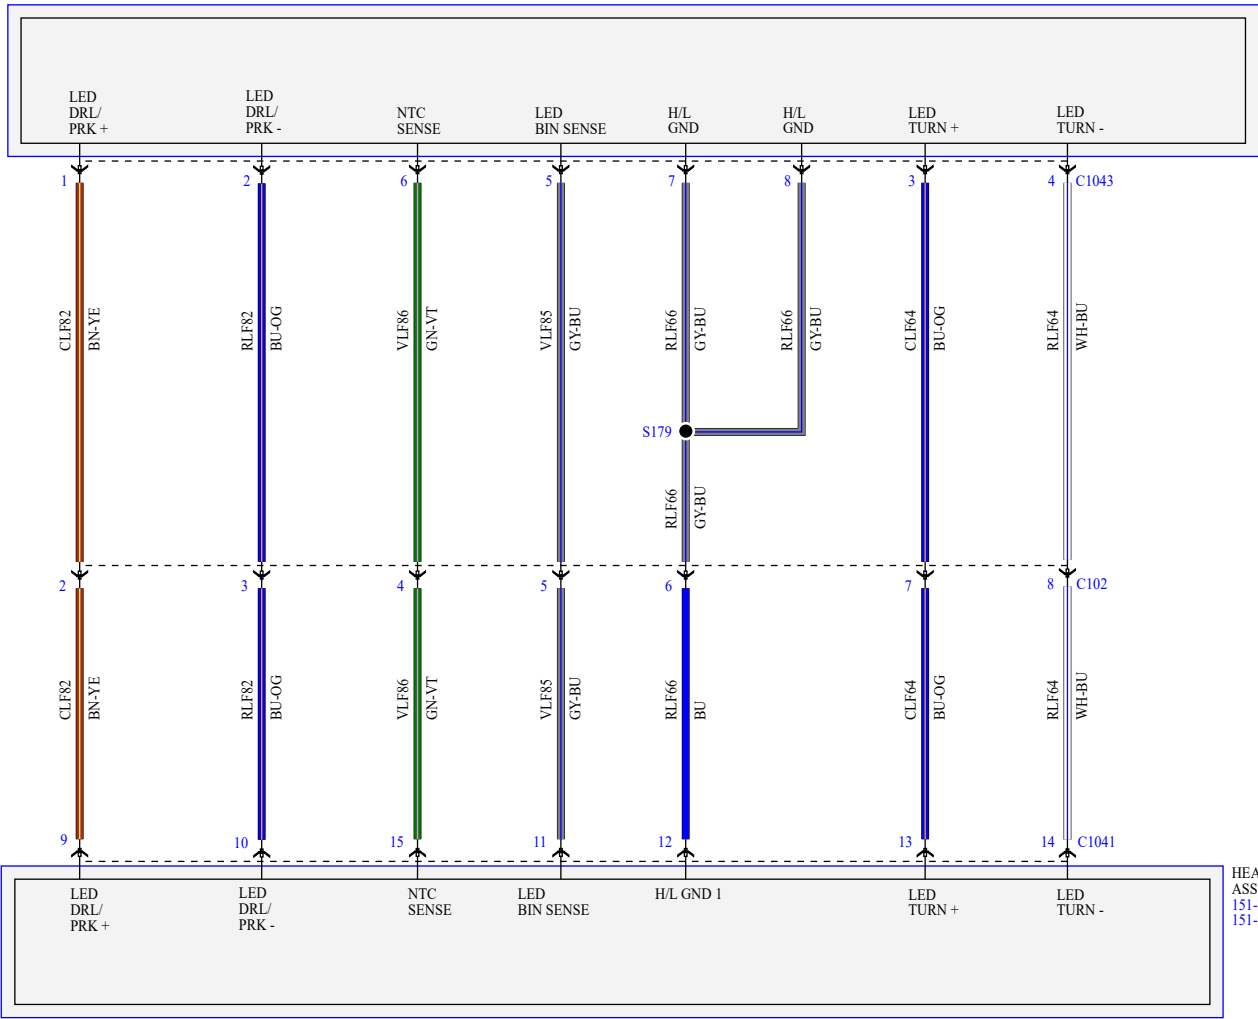 LED
DRL/
PRK +
LED
DRL/
PRK -
NTC
SENSE
LED
BIN SENSE
H/L
GND
H/L
GND
LED
TURN +
LED
TURN -
1
2
6
5
7
8
3
4
C1043
CLF82
BN-YE
RLF82
BU-OG
VLF86
GN-VT
VLF85
GY-BU
RLF66
GY-BU
RLF66
GY-BU
CLF64
BU-OG
RLF64
WH-BU
S179
RLF66
GY-BU
2
3
4
5
6
7
8
C102
CLF82
BN-YE
RLF82
BU-OG
VLF86
GN-VT
VLF85
GY-BU
RLF66
BU
CLF64
BU-OG
RLF64
WH-BU
9
10
15
11
12
13
14
C1041
LED
DRL/
PRK +
LED
DRL/
PRK -
NTC
SENSE
LED
BIN SENSE
H/L GND 1
LED
TURN +
LED
TURN -
HEA
ASS
151-
151-